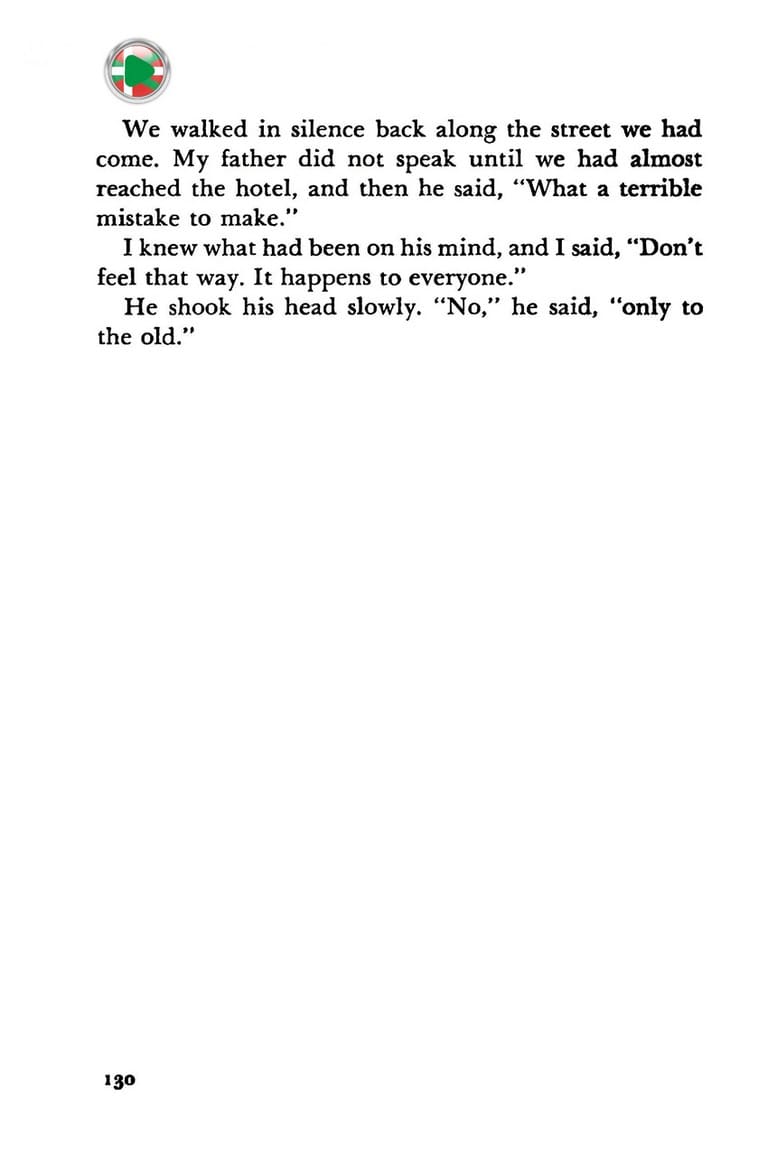 We walked in silence back along the street we had
come. My father did not speak until we had almost
reached the hotel, and then he said, “What a terrible
mistake to make.”
I knew what had been on his mind, and I said, “Don’t
feel that way. It happens to everyone.”
He shook his head slowly. “No,” he said, “only to
the old.”
130